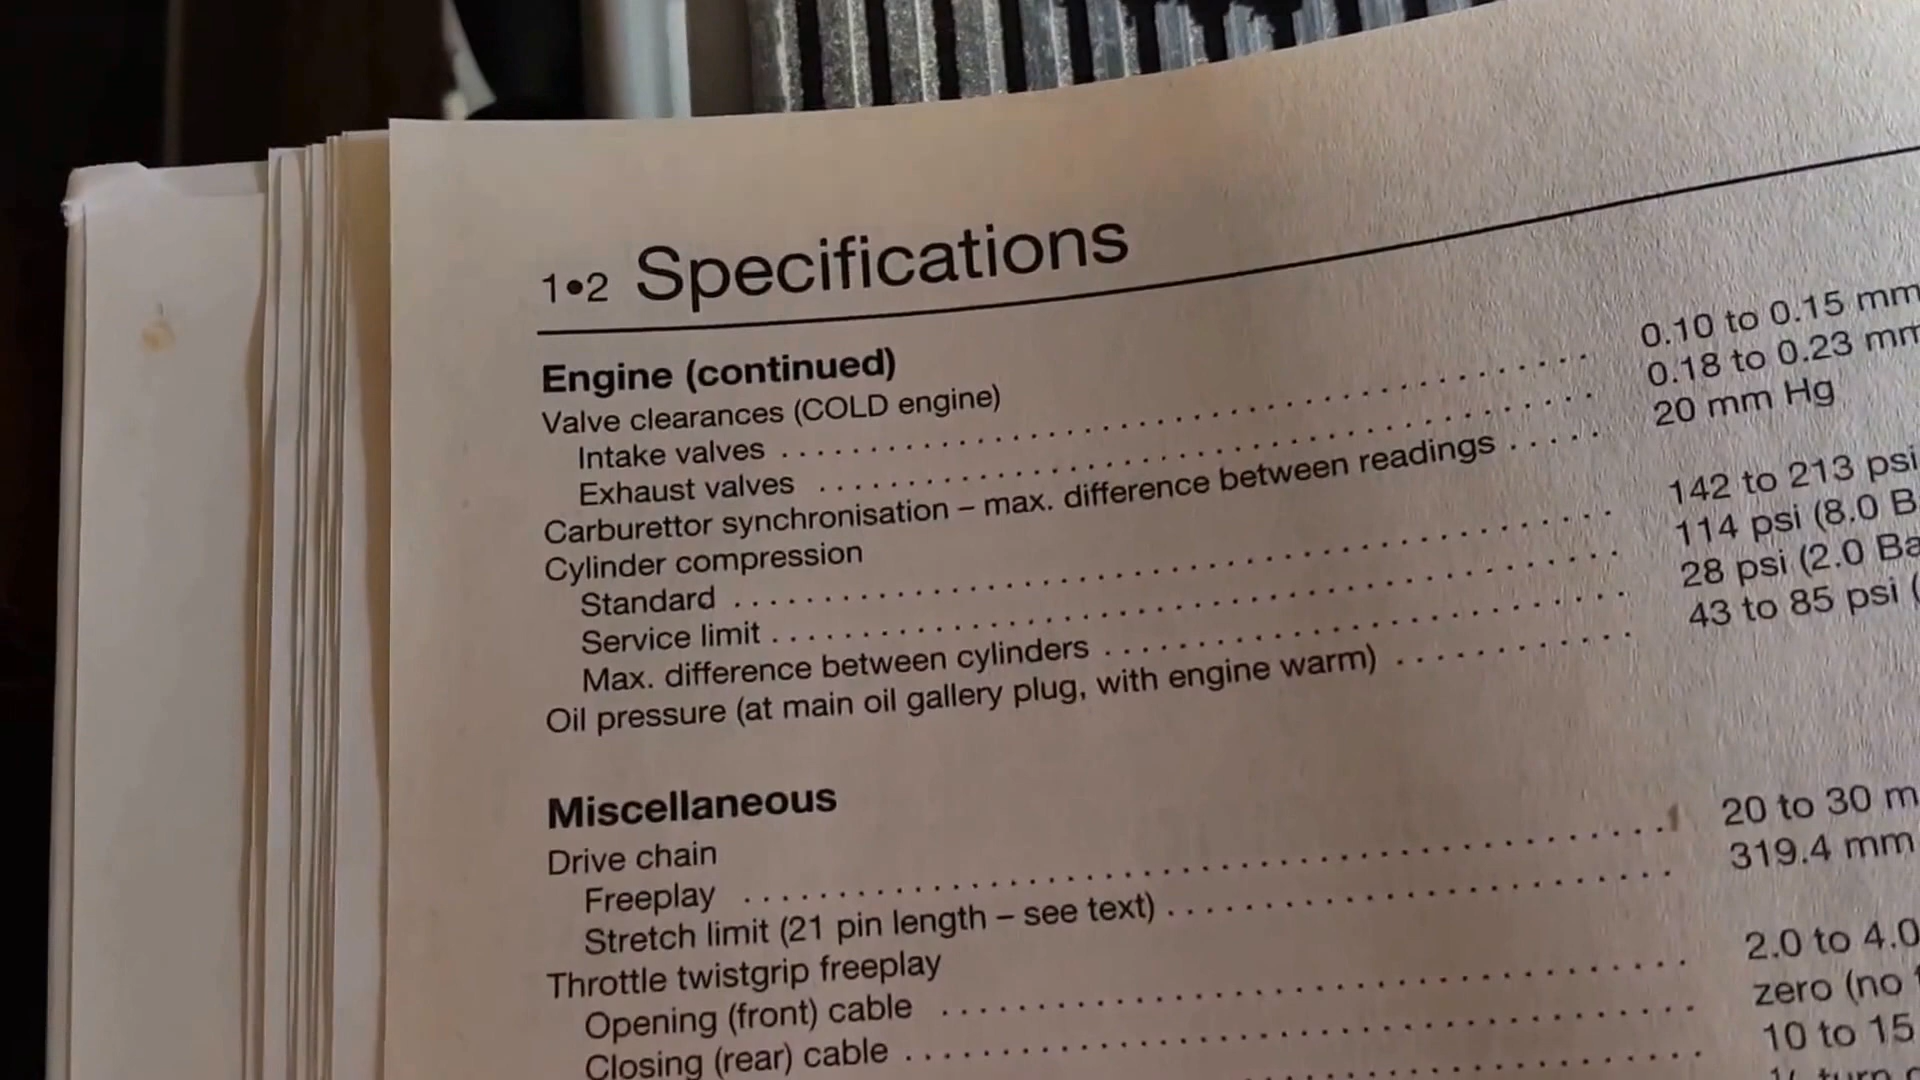 1•2 Specifications
Engine (continued)
Valve clearances (COLD engine)
Intake valves . . . . . . . . . . . . . . . . . . . . . . . . . . . . . . . . . . . . . . . . 0.10 to 0.15 mm
Exhaust valves . . . . . . . . . . . . . . . . . . . . . . . . . . . . . . . . . . . . . . . 0.18 to 0.23 mm
Carburettor synchronisation – max. difference between readings . . . . . 20 mm Hg
Cylinder compression
Standard . . . . . . . . . . . . . . . . . . . . . . . . . . . . . . . . . . . . . . . . . . . 142 to 213 psi
Service limit . . . . . . . . . . . . . . . . . . . . . . . . . . . . . . . . . . . . . . . . . 114 psi (8.0 B
Max. difference between cylinders . . . . . . . . . . . . . . . . . . . . . . . . . 28 psi (2.0 Ba
Oil pressure (at main oil gallery plug, with engine warm) . . . . . . . . . . . 43 to 85 psi (
Miscellaneous
Drive chain
Freeplay . . . . . . . . . . . . . . . . . . . . . . . . . . . . . . . . . . . . . . . . . . . . 20 to 30 m
Stretch limit (21 pin length – see text) . . . . . . . . . . . . . . . . . . . . . . . 319.4 mm
Throttle twistgrip freeplay
Opening (front) cable . . . . . . . . . . . . . . . . . . . . . . . . . . . . . . . . . . . 2.0 to 4.0
Closing (rear) cable . . . . . . . . . . . . . . . . . . . . . . . . . . . . . . . . . . . . zero (no
10 to 15